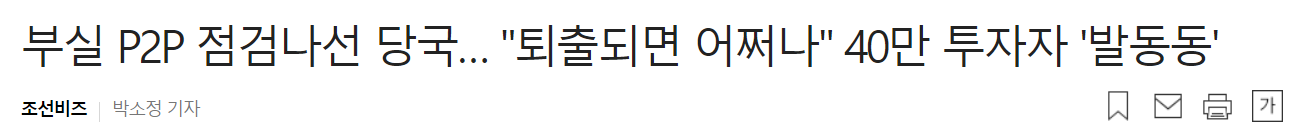 부실 P2P 점검나선 당국… "퇴출되면 어쩌나" 40만 투자자 '발동동'
조선비즈 박소정 기자 가